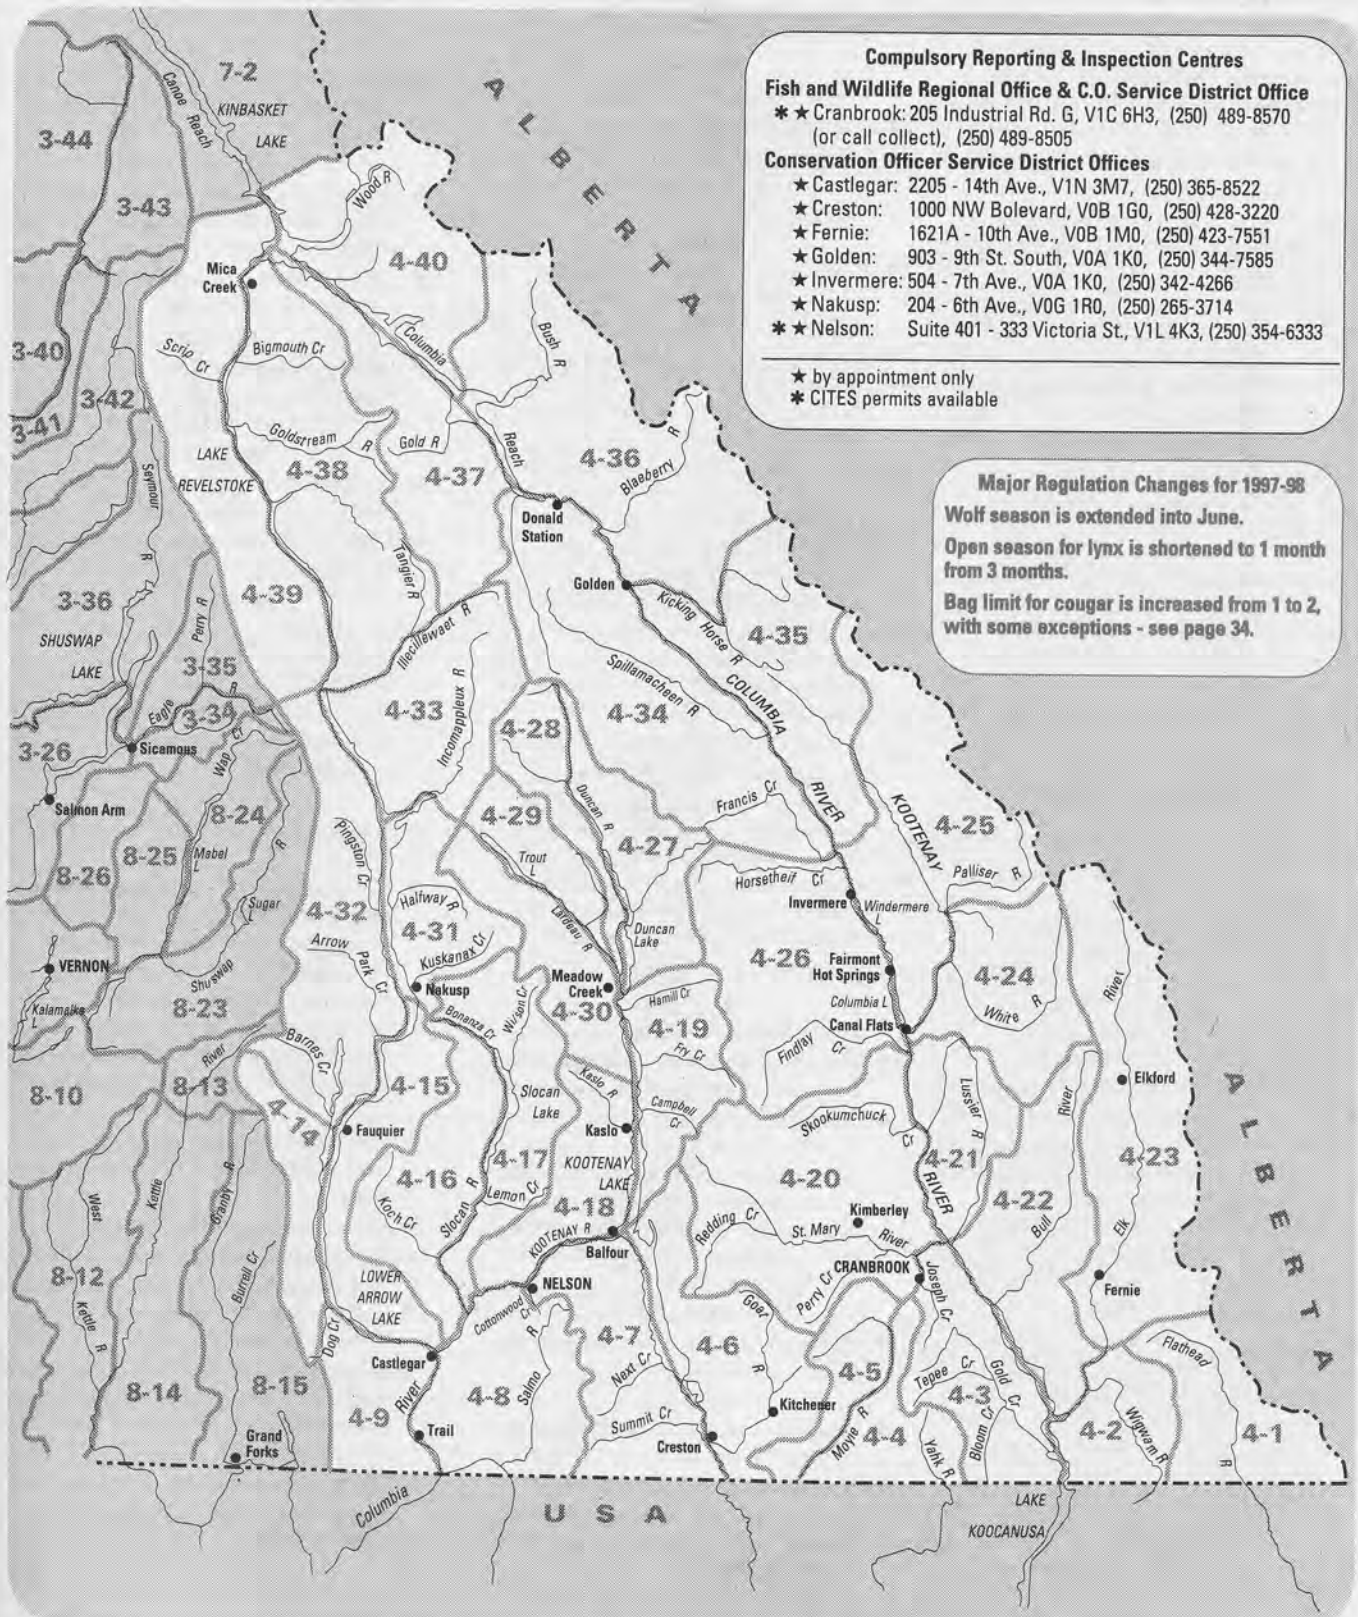 Compulsory Reporting & Inspection Centres
Fish and Wildlife Regional Office & C.O. Service District Office
✱ ★ Cranbrook: 205 Industrial Rd. G, V1C 6H3, (250) 489-8570
(or call collect), (250) 489-8505
Conservation Officer Service District Offices
★ Castlegar: 2205 - 14th Ave., V1N 3M7, (250) 365-8522
★ Creston: 1000 NW Bolevard, V0B 1G0, (250) 428-3220
★ Fernie: 1621A - 10th Ave., V0B 1M0, (250) 423-7551
★ Golden: 903 - 9th St. South, V0A 1K0, (250) 344-7585
★ Invermere: 504 - 7th Ave., V0A 1K0, (250) 342-4266
★ Nakusp: 204 - 6th Ave., V0G 1R0, (250) 265-3714
✱ ★ Nelson: Suite 401 - 333 Victoria St., V1L 4K3, (250) 354-6333
★ by appointment only
✱ CITES permits available
Major Regulation Changes for 1997-98
Wolf season is extended into June.
Open season for lynx is shortened to 1 month
from 3 months.
Bag limit for cougar is increased from 1 to 2,
with some exceptions - see page 34.
ALBERTA
7-2
Canoe Reach
KINBASKET
LAKE
3-44
3-43
Wood R
4-40
Mica
Creek
Scrip
Cr
Bigmouth Cr
Columbia
Reach
Bush R
3-40
3-42
3-41
Seymour
R
LAKE
REVELSTOKE
Goldstream
R
4-38
Gold R
4-37
4-36
Blaeberry
R
Donald
Station
Tangier R
Golden
Kicking Horse R
4-35
4-39
3-36
SHUSWAP
LAKE
Perry R
3-35
Eagle
R
3-34
Illecillewaet R
Spillamacheen R
COLUMBIA
RIVER
4-33
Incomappleux R
4-28
4-34
3-26
Sicamous
Wap
Cr
Salmon Arm
8-24
8-25
8-26
Mabel
L
R
Sugar
L
Shuswap
Pingston Cr
4-29
Trout
L
Duncan R
4-27
Francis Cr
KOOTENAY
4-25
Palliser R
Horsetheif Cr
Invermere
Windermere
L
4-32
Halfway R
4-31
Kuskanax Cr
Lardeau R
Duncan
Lake
Arrow
Park
Cr
VERNON
Kalamalka
L
8-23
Nakusp
Meadow
Creek
4-30
Hamill Cr
4-19
Fry Cr
4-26
Fairmont
Hot Springs
Columbia L
Canal Flats
4-24
White R
River
Bonanza Cr
Wilson Cr
Findlay
Cr
8-10
8-13
River
Barnes Cr
4-14
4-15
Slocan
Lake
Kaslo R
Campbell
Cr
Lussier
R
River
Elkford
Fauquier
Kaslo
Skookumchuck
Cr
4-21
RIVER
4-23
4-16
4-17
KOOTENAY
LAKE
4-20
4-22
West
Kettle
Granby R
Koch Cr
Slocan R
Lemon Cr
4-18
Redding Cr
Kimberley
St. Mary
River
Bull
Elk
KOOTENAY R
Balfour
8-12
Kettle R
Burrell Cr
LOWER
ARROW
LAKE
NELSON
CRANBROOK
Fernie
Cottonwood
Cr
Goar
R
Perry Cr
Joseph Cr
Dog Cr
Castlegar
4-7
Next Cr
4-6
4-5
Tepee Cr
Gold
Cr
4-3
Flathead
R
8-14
8-15
4-9
River
4-8
Salmo
R
Summit Cr
Kitchener
Creston
Moyie R
4-4
Yahk R
Bloom Cr
4-2
Wigwam R
4-1
Grand
Forks
Trail
Columbia
USA
LAKE
KOOCANUSA
ALBERTA